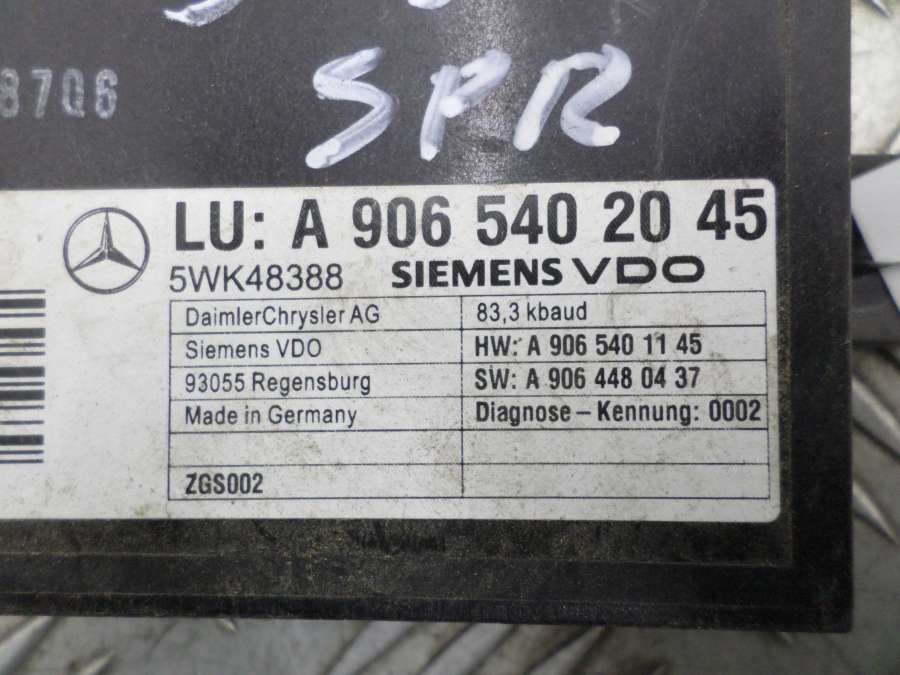 8706
SPR
LU: A 906 540 20 45
5WK48388 SIEMENS VDO
DaimlerChrysler AG 83,3 kbaud
Siemens VDO HW: A 906 540 11 45
93055 Regensburg SW: A 906 448 04 37
Made in Germany Diagnose – Kennung: 0002
ZGS002